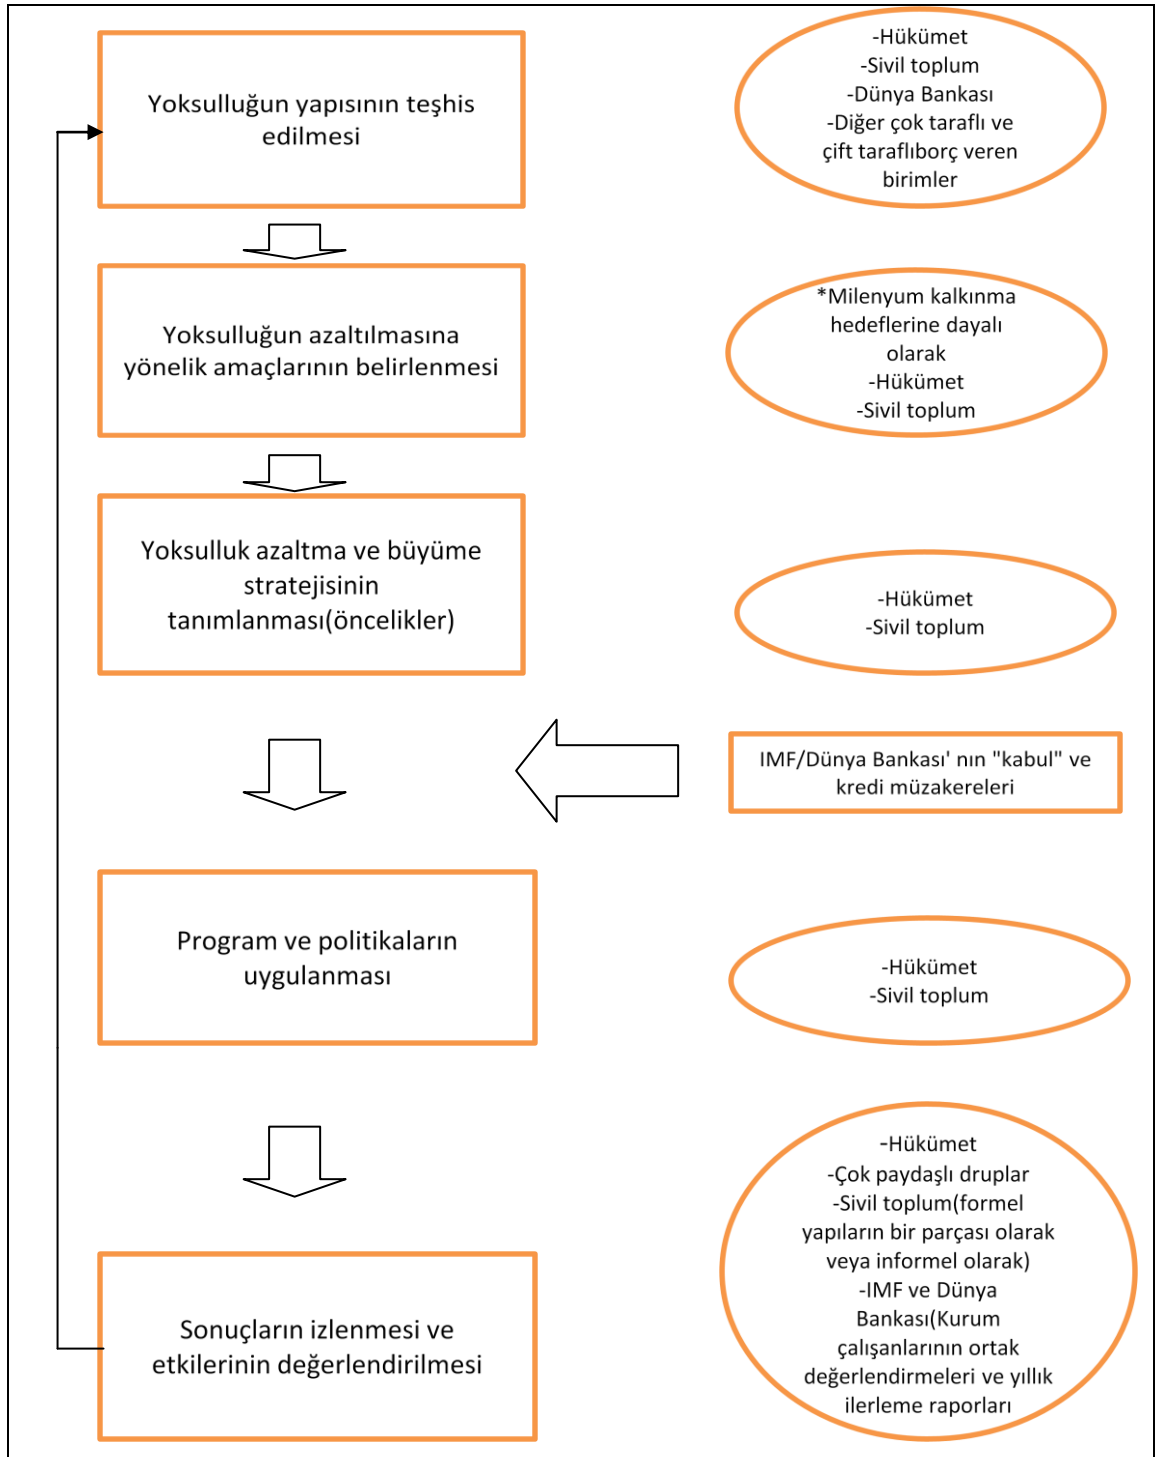 Yoksulluğun yapısının teşhis
edilmesi
-Hükümet
-Sivil toplum
-Dünya Bankası
-Diğer çok taraflı ve
çift taraflıborç veren
birimler
Yoksulluğun azaltılmasına
yönelik amaçlarının belirlenmesi
*Milenyum kalkınma
hedeflerine dayalı
olarak
-Hükümet
-Sivil toplum
Yoksulluk azaltma ve büyüme
stratejisinin
tanımlanması(öncelikler)
-Hükümet
-Sivil toplum
IMF/Dünya Bankası' nın "kabul" ve
kredi müzakereleri
Program ve politikaların
uygulanması
-Hükümet
-Sivil toplum
Sonuçların izlenmesi ve
etkilerinin değerlendirilmesi
-Hükümet
-Çok paydaşlı druplar
-Sivil toplum(formel
yapıların bir parçası olarak
veya informel olarak)
-IMF ve Dünya
Bankası(Kurum
çalışanlarının ortak
değerlendirmeleri ve yıllık
ilerleme raporları